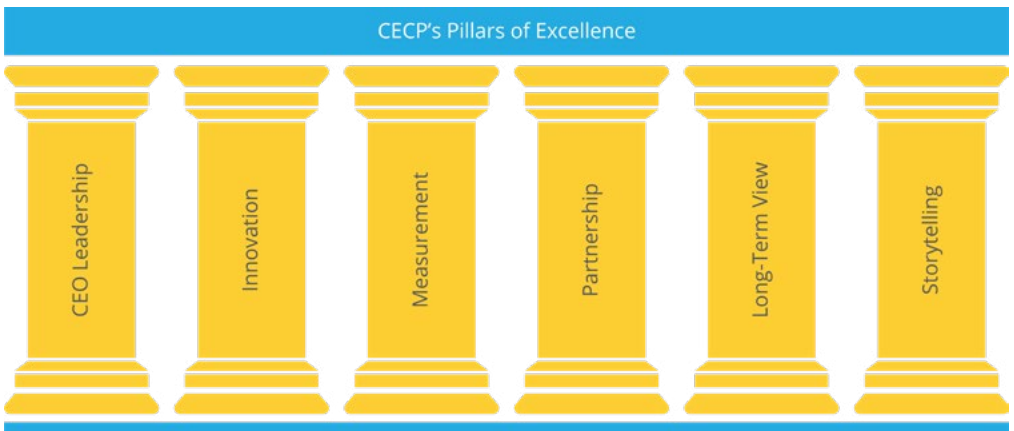 CECP's Pillars of Excellence
CEO Leadership
Innovation
Measurement
Partnership
Long-Term View
Storytelling